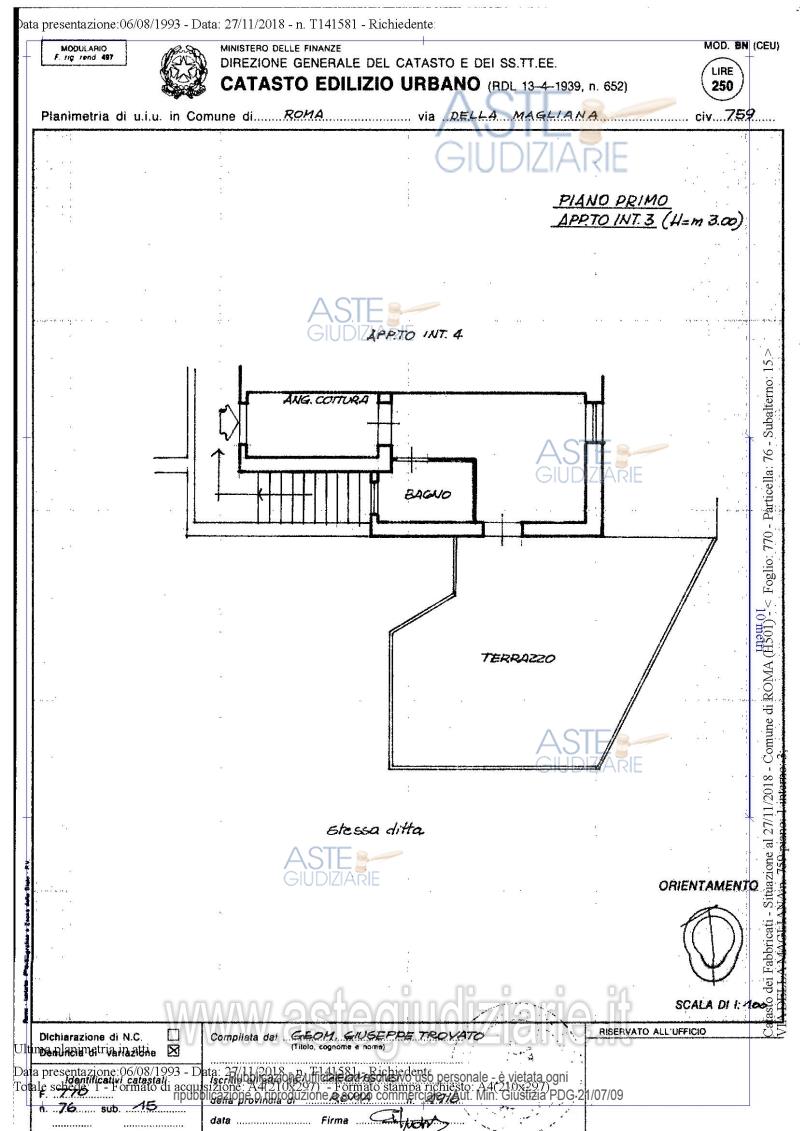 Data presentazione:06/08/1993 - Data: 27/11/2018 - n. T141581 - Richiedente:
MODULARIO
F. rig. rend. 497
MINISTERO DELLE FINANZE
DIREZIONE GENERALE DEL CATASTO E DEI SS.TT.EE.
CATASTO EDILIZIO URBANO (RDL 13-4-1939, n. 652)
MOD. BN (CEU)
LIRE
250
Planimetria di u.i.u. in Comune di ROMA via DELLA MAGLIANA civ. 759
ASTE
GIUDIZIARIE
PIANO PRIMO
APP.TO INT. 3 (H=m 3.00)
ASTE
GIUDIZIARIE
APP.TO INT. 4
ANG. COTTURA
ASTE
GIUDIZIARIE
BAGNO
TERRAZZO
ASTE
GIUDIZIARIE
Stessa ditta
ASTE
GIUDIZIARIE
10 metri
Catasto dei Fabbricati - Situazione al 27/11/2018 - Comune di ROMA (H501) - < Foglio: 770 - Particella: 76 - Subalterno: 15 >
VIA DELLA MAGLIANA n. 759 piano: 1 interno: 3;
ORIENTAMENTO
SCALA DI 1:100
www.astegiudiziarie.it
Dichiarazione di N.C.
Denuncia di variazione
Compilata dal GEOM. GIUSEPPE TROVATO
(Titolo, cognome e nome)
RISERVATO ALL'UFFICIO
Ultima planimetria in atti
Data presentazione:06/08/1993 - Data: 27/11/2018 - n. T141581 - Richiedente
Totale schede: 1 - Formato di acquisizione: A4(210x297) - Formato stampa richiesto: A4(210x297)
Pubblicazione ufficiale ad uso esclusivo personale - è vietata ogni
ripubblicazione o riproduzione a scopo commerciale - Aut. Min. Giustizia PDG 21/07/09
Identificativi catastali
F. 770
n. 76 sub. 15
della provincia di ROMA n.
data Firma